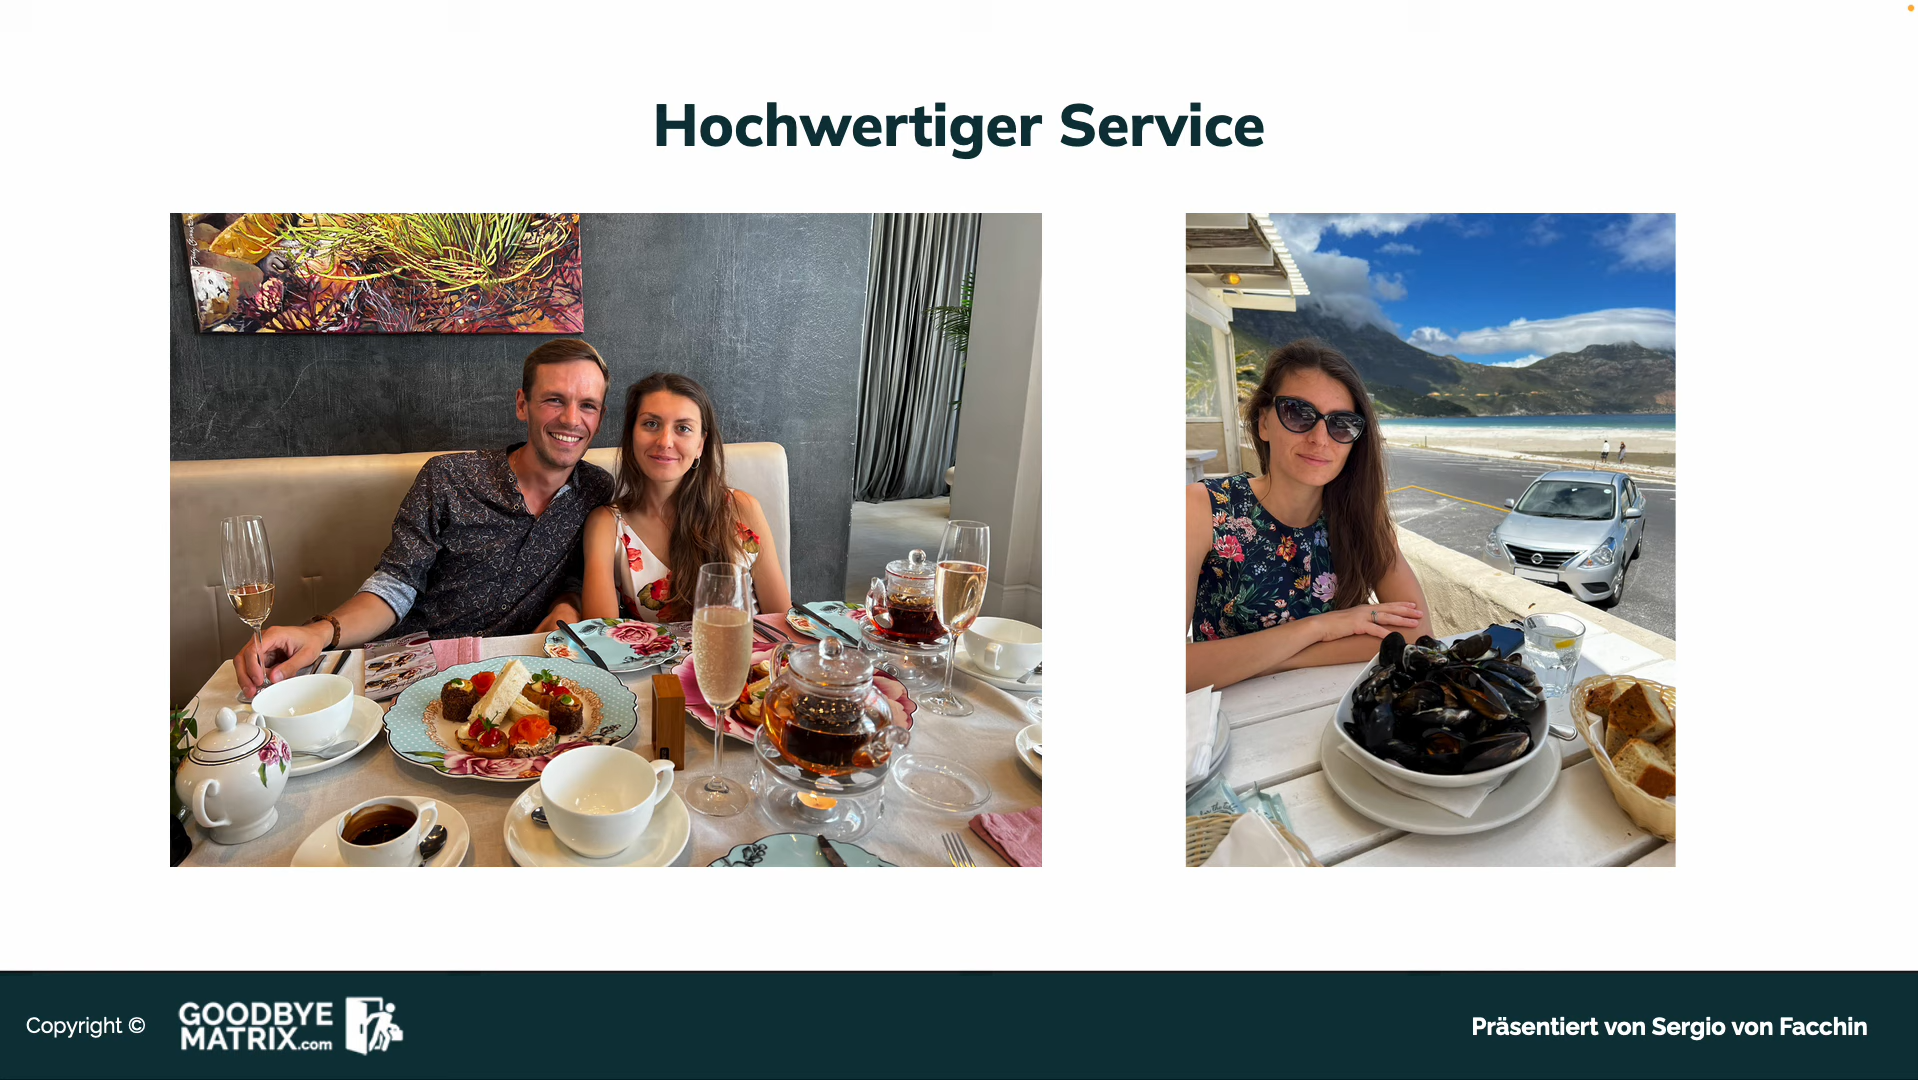 Hochwertiger Service
Copyright ©
GOODBYE
MATRIX.com
Präsentiert von Sergio von Facchin